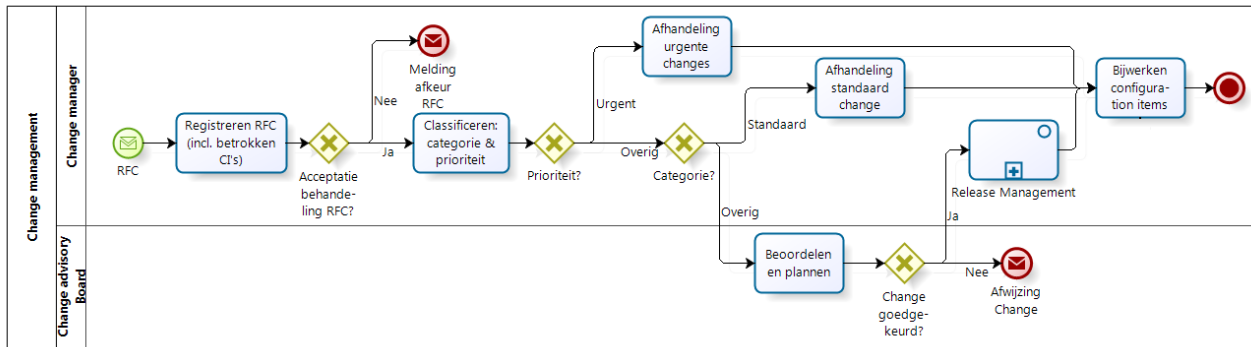 Change management
Change manager
RFC
Registreren RFC
(incl. betrokken
CI's)
Acceptatie
behande-
ling RFC?
Nee
Melding
afkeur
RFC
Ja
Classificeren:
categorie &
prioriteit
Prioriteit?
Urgent
Afhandeling
urgente
changes
Overig
Categorie?
Standaard
Afhandeling
standaard
change
Bijwerken
configura-
tion items
Overig
Release Management
Ja
Change advisory
Board
Beoordelen
en plannen
Change
goedge-
keurd?
Nee
Afwijzing
Change